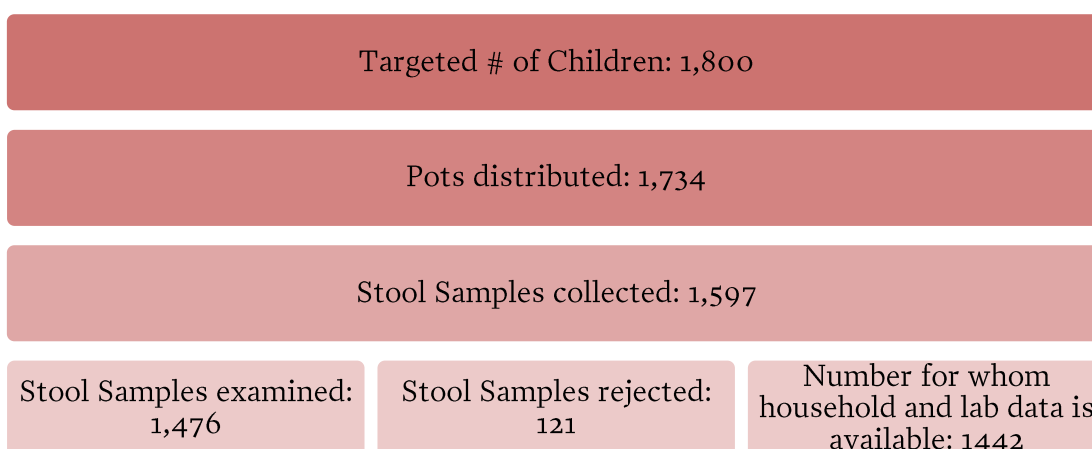 Targeted # of Children: 1,800
Pots distributed: 1,734
Stool Samples collected: 1,597
Stool Samples examined:
1,476
Stool Samples rejected:
121
Number for whom
household and lab data is
available: 1442